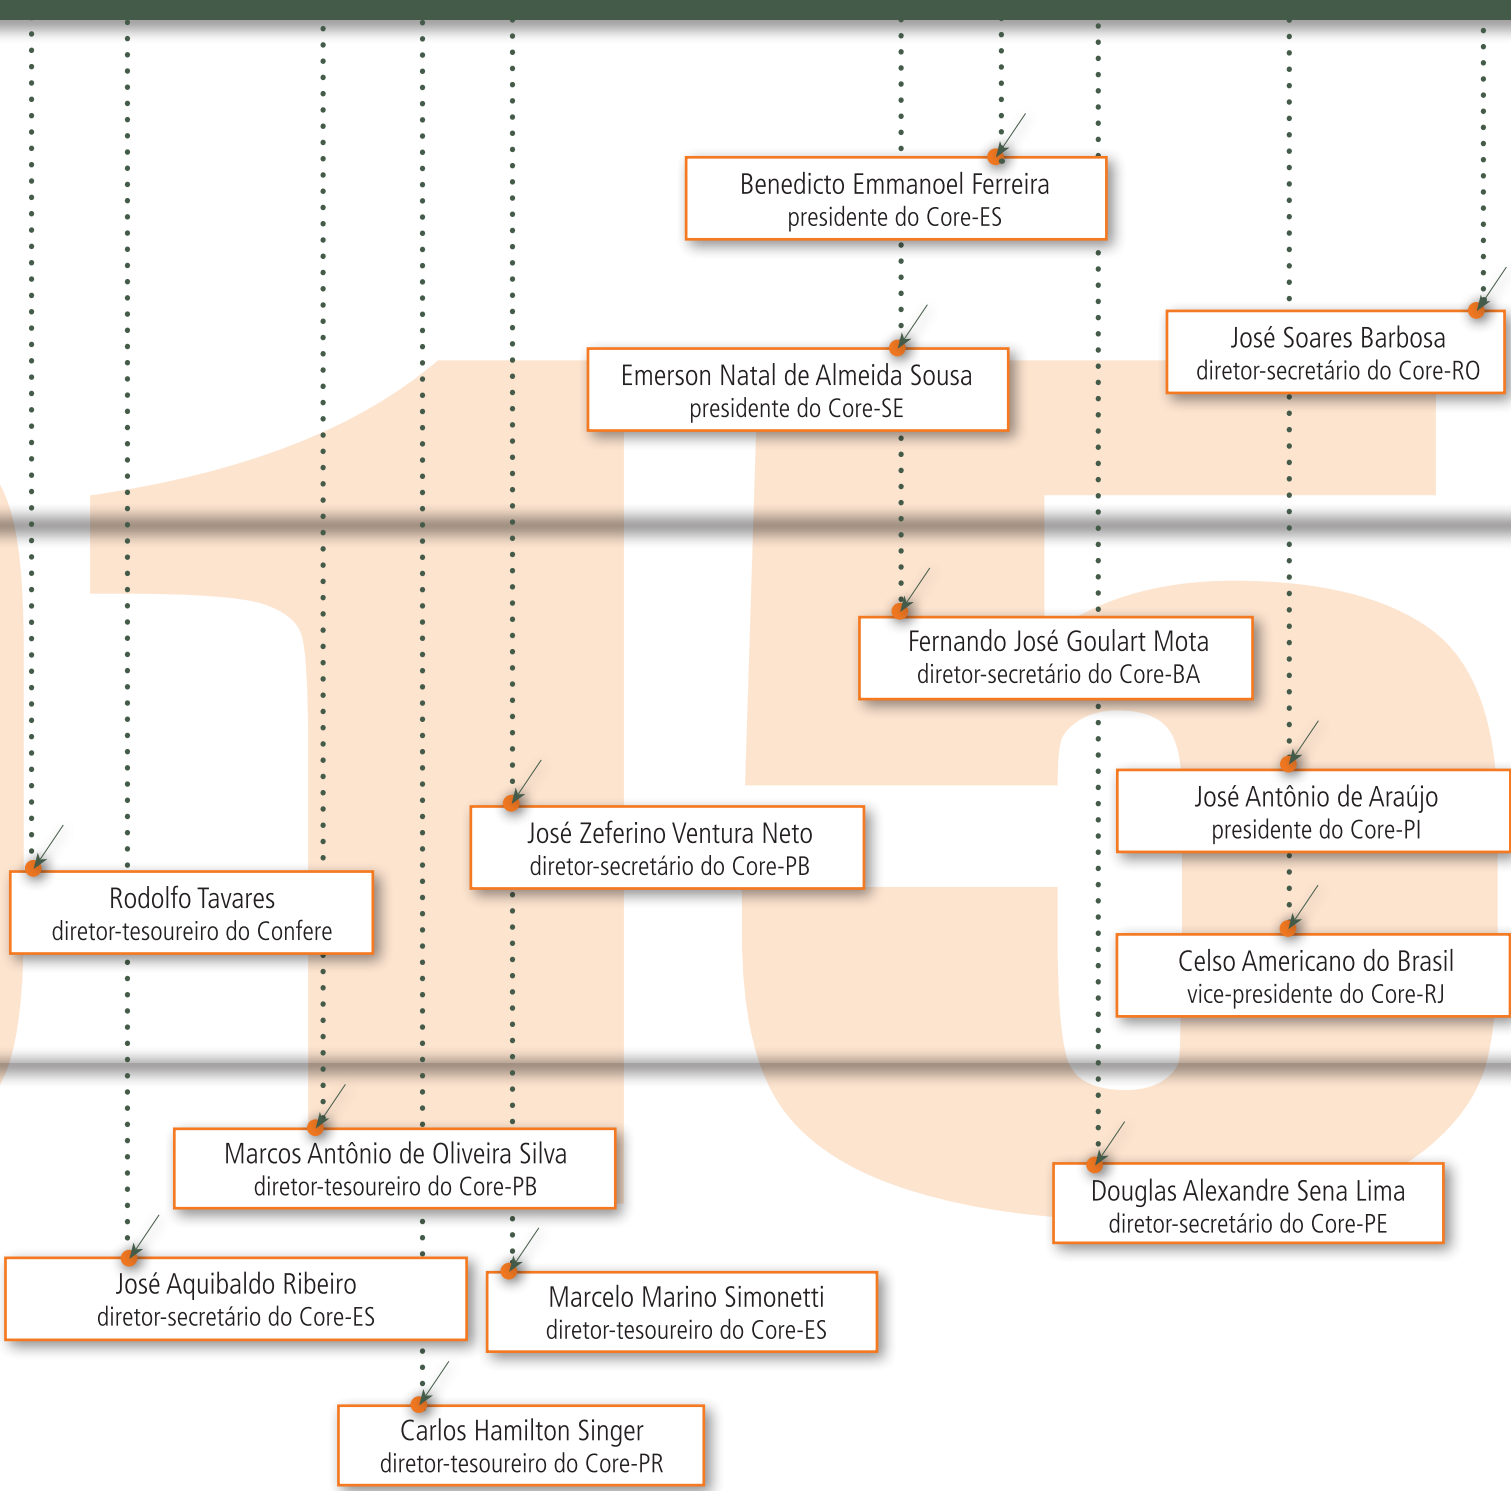 Benedicto Emmanoel Ferreira
presidente do Core-ES
José Soares Barbosa
diretor-secretário do Core-RO
Emerson Natal de Almeida Sousa
presidente do Core-SE
Fernando José Goulart Mota
diretor-secretário do Core-BA
José Antônio de Araújo
presidente do Core-PI
José Zeferino Ventura Neto
diretor-secretário do Core-PB
Rodolfo Tavares
diretor-tesoureiro do Confere
Celso Americano do Brasil
vice-presidente do Core-RJ
Marcos Antônio de Oliveira Silva
diretor-tesoureiro do Core-PB
Douglas Alexandre Sena Lima
diretor-secretário do Core-PE
José Aquibaldo Ribeiro
diretor-secretário do Core-ES
Marcelo Marino Simonetti
diretor-tesoureiro do Core-ES
Carlos Hamilton Singer
diretor-tesoureiro do Core-PR
15